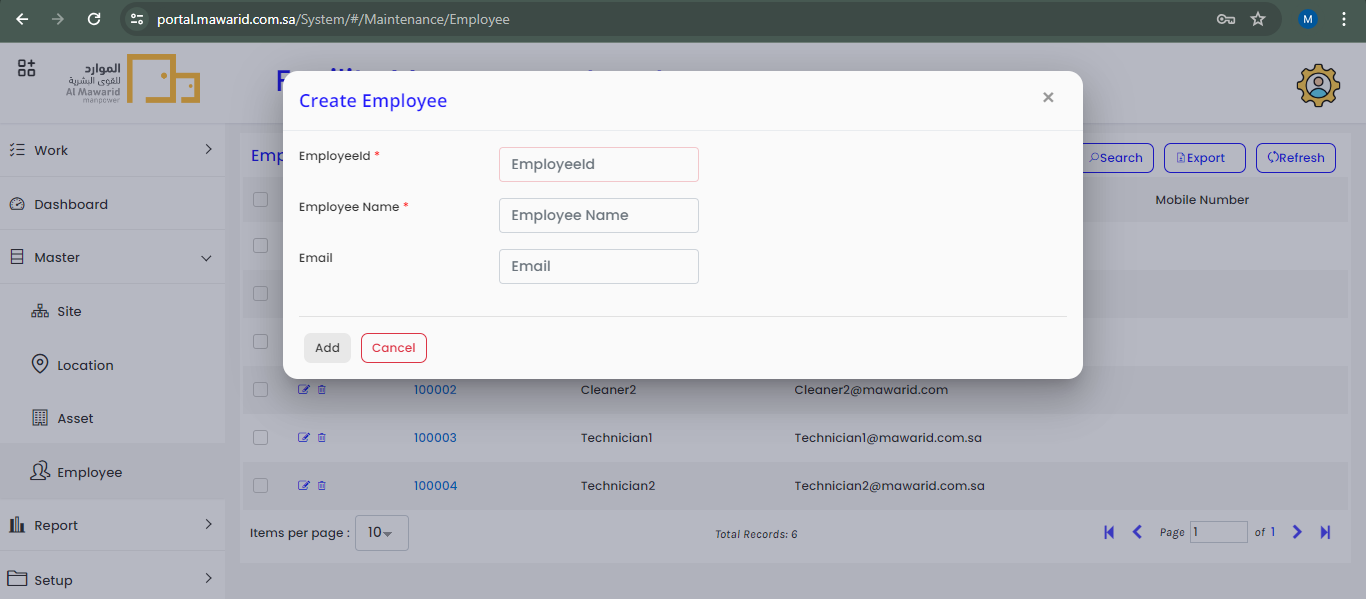 portal.mawarid.com.sa/System/#/Maintenance/Employee
M
الموارد
للقوى البشرية
Al Mawarid
manpower
Create Employee
×
EmployeeId *
EmployeeId
Employee Name *
Employee Name
Email
Email
Add
Cancel
Work
Dashboard
Master
Site
Location
Asset
Employee
Report
Setup
Search
Export
Refresh
Mobile Number
100002 Cleaner2 Cleaner2@mawarid.com
100003 Technician1 Technician1@mawarid.com.sa
100004 Technician2 Technician2@mawarid.com.sa
Items per page : 10
Total Records: 6
Page 1 of 1